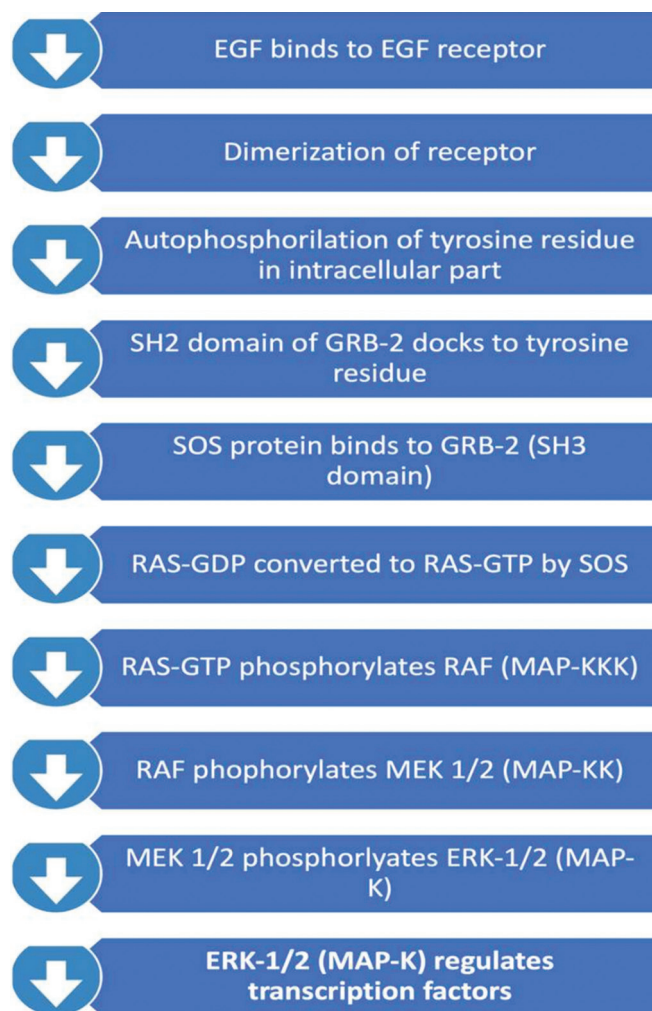 EGF binds to EGF receptor
Dimerization of receptor
Autophosphorilation of tyrosine residue
in intracellular part
SH2 domain of GRB-2 docks to tyrosine
residue
SOS protein binds to GRB-2 (SH3
domain)
RAS-GDP converted to RAS-GTP by SOS
RAS-GTP phosphorylates RAF (MAP-KKK)
RAF phophorylates MEK 1/2 (MAP-KK)
MEK 1/2 phosphorlyates ERK-1/2 (MAP-
K)
ERK-1/2 (MAP-K) regulates
transcription factors